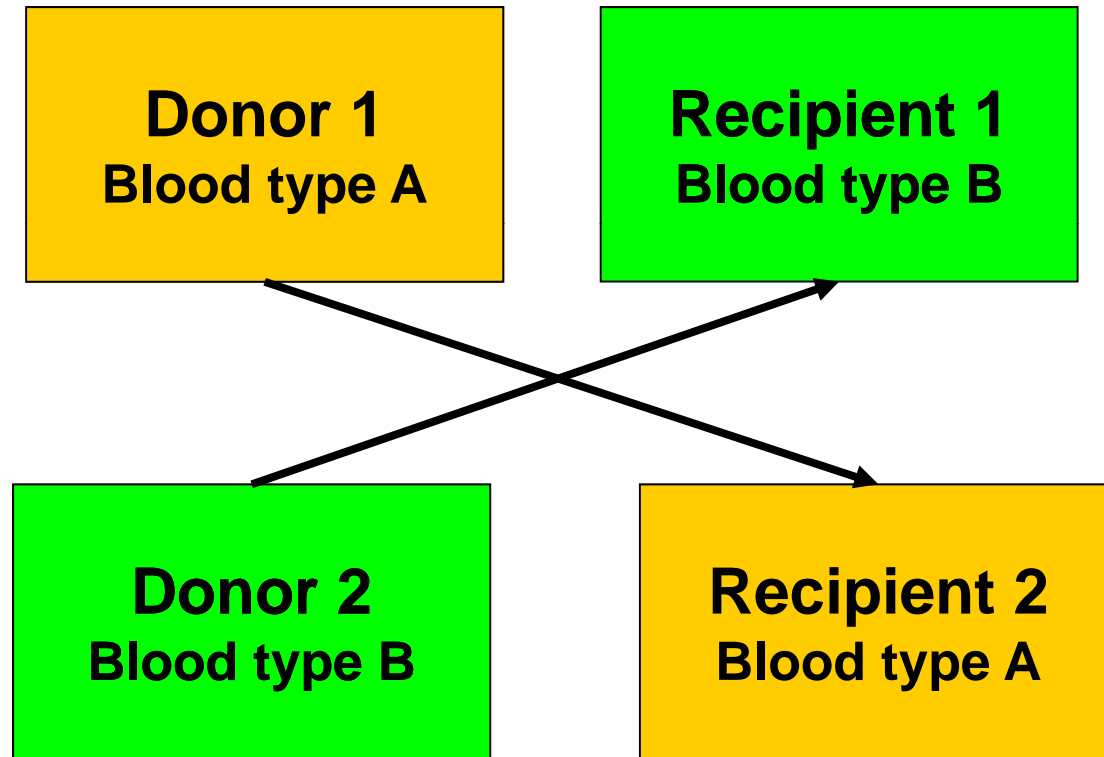 Donor 1
Blood type A
Recipient 1
Blood type B
Donor 2
Blood type B
Recipient 2
Blood type A